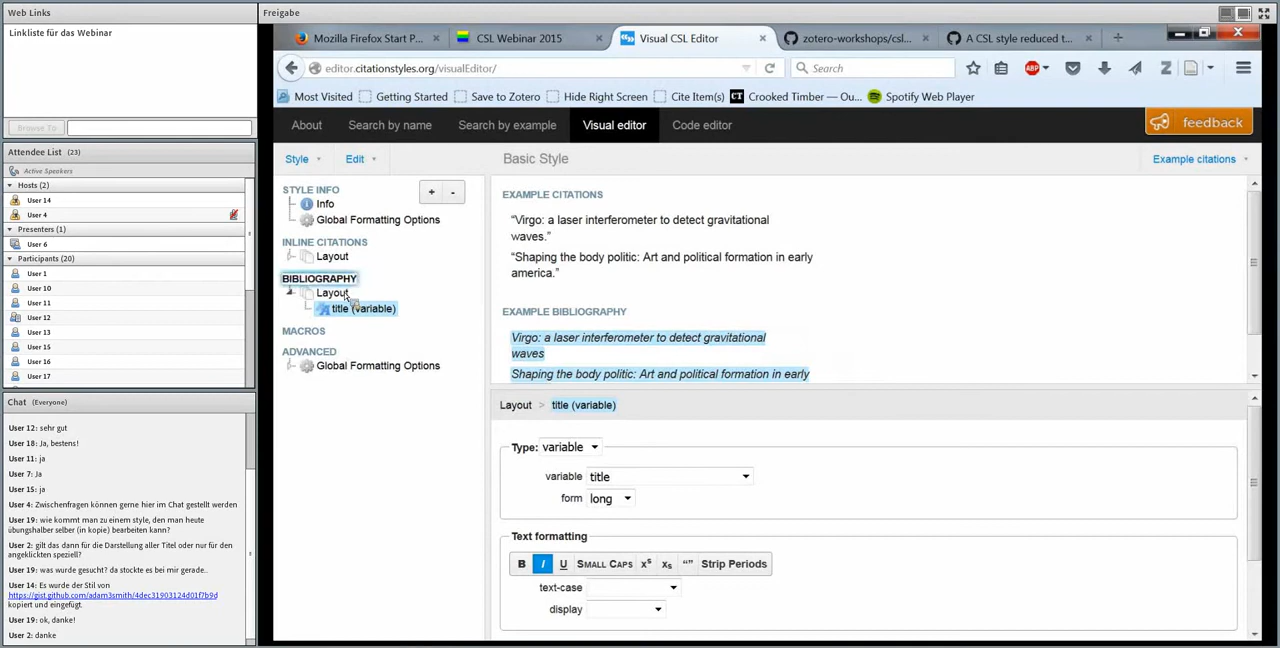 Web Links
Linkliste für das Webinar
Browse To
Attendee List (23)
Active Speakers
Hosts (2)
User 14
User 4
Presenters (1)
User 6
Participants (20)
User 1
User 10
User 11
User 12
User 13
User 15
User 16
User 17
Chat (Everyone)
User 12: sehr gut
User 18: Ja, bestens!
User 11: ja
User 7: Ja
User 15: ja
User 4: Zwischenfragen können gerne hier im Chat gestellt werden
User 19: wie kommt man zu einem style, den man heute
übungshalber selber (in kopie) bearbeiten kann?
User 2: gilt das dann für die Darstellung aller Titel oder nur für den
angeklickten speziell?
User 19: was wurde gesucht? da stockte es bei mir gerade..
User 14: Es wurde der Stil von
https://gist.github.com/adam3smith/4dec31903124d01f7b9d
kopiert und eingefügt.
User 19: ok, danke!
User 2: danke
Freigabe
Mozilla Firefox Start P...
CSL Webinar 2015
Visual CSL Editor
zotero-workshops/csl...
A CSL style reduced t...
editor.citationstyles.org/visualEditor/
Search
ABP
Z
Most Visited
Getting Started
Save to Zotero
Hide Right Screen
Cite Item(s)
CT
Crooked Timber — Ou...
Spotify Web Player
About
Search by name
Search by example
Visual editor
Code editor
feedback
Style
Edit
Basic Style
Example citations
STYLE INFO
+
-
Info
Global Formatting Options
INLINE CITATIONS
Layout
BIBLIOGRAPHY
Layout
title (variable)
MACROS
ADVANCED
Global Formatting Options
EXAMPLE CITATIONS
“Virgo: a laser interferometer to detect gravitational
waves.”
“Shaping the body politic: Art and political formation in early
america.”
EXAMPLE BIBLIOGRAPHY
Virgo: a laser interferometer to detect gravitational
waves
Shaping the body politic: Art and political formation in early
Layout > title (variable)
Type: variable
variable title
form long
Text formatting
B I U SMALL CAPS xs xs “” Strip Periods
text-case
display